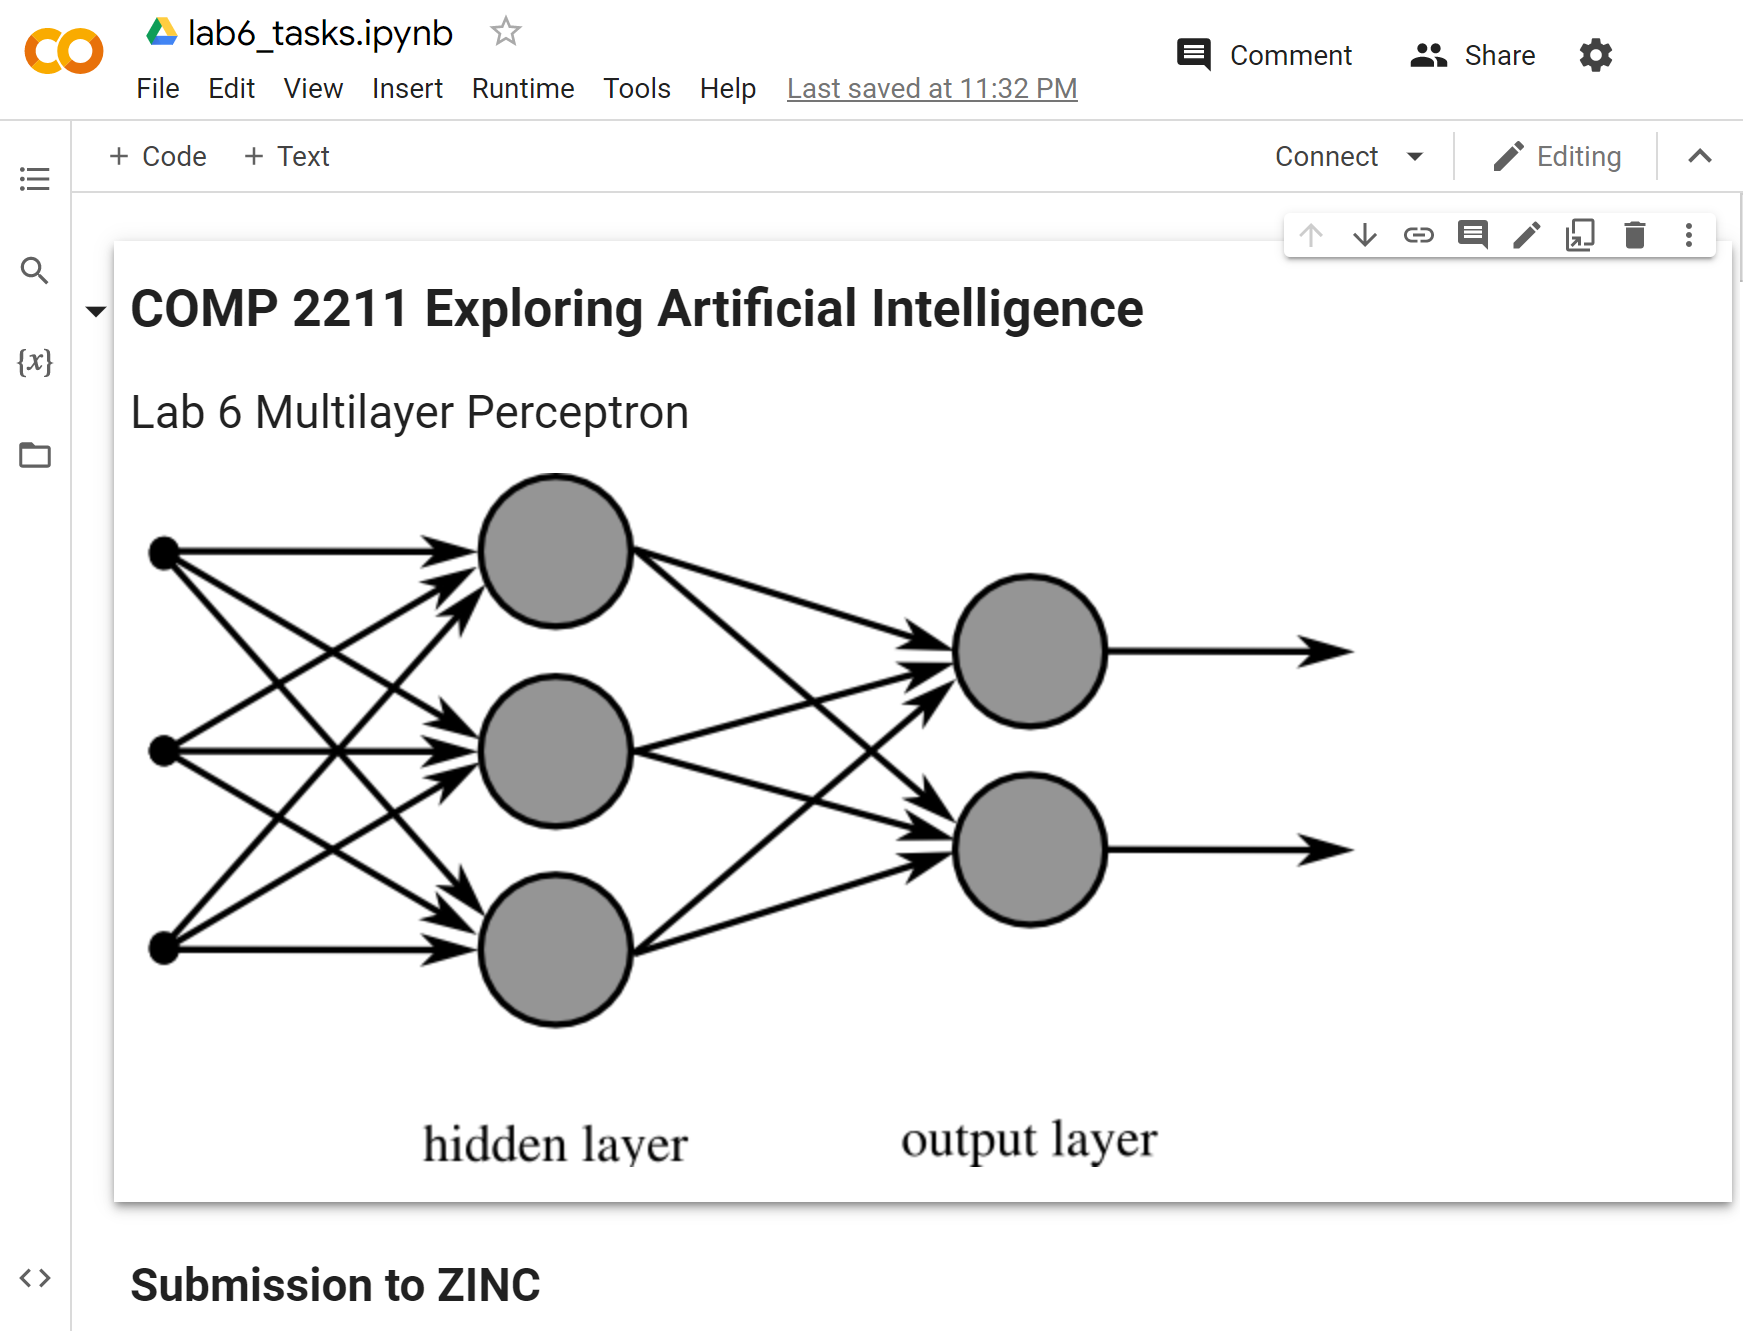 lab6_tasks.ipynb
File Edit View Insert Runtime Tools Help Last saved at 11:32 PM
Comment Share
+ Code + Text
Connect Editing
{x}
COMP 2211 Exploring Artificial Intelligence
Lab 6 Multilayer Perceptron
hidden layer
output layer
Submission to ZINC